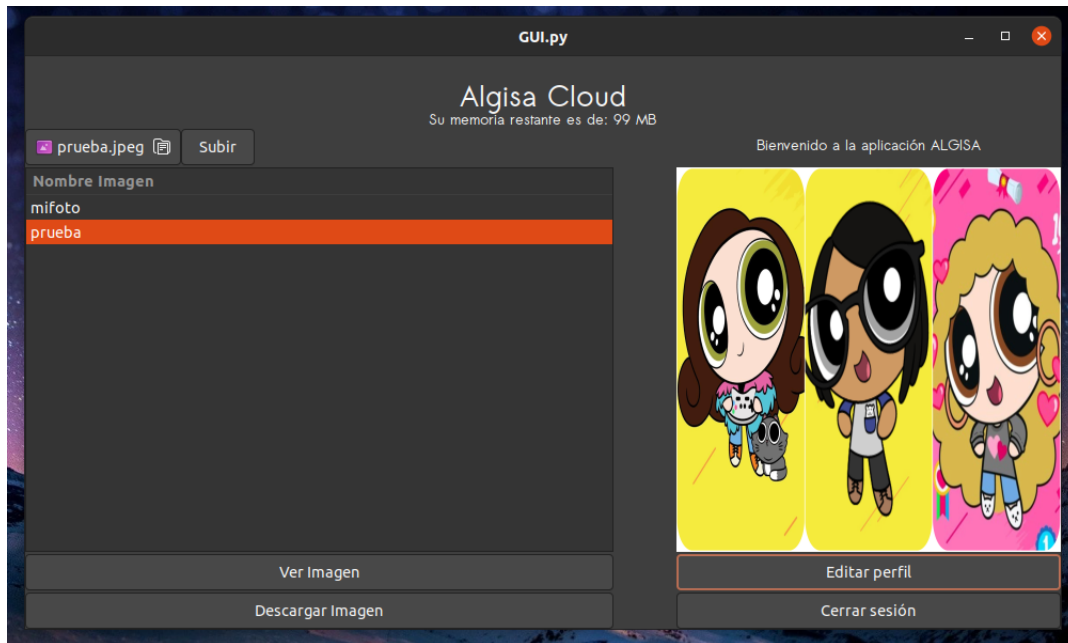 GUI.py
Algisa Cloud
Su memoria restante es de: 99 MB
prueba.jpeg
Subir
Bienvenido a la aplicación ALGISA
Nombre Imagen
mifoto
prueba
Ver Imagen
Editar perfil
Descargar Imagen
Cerrar sesión